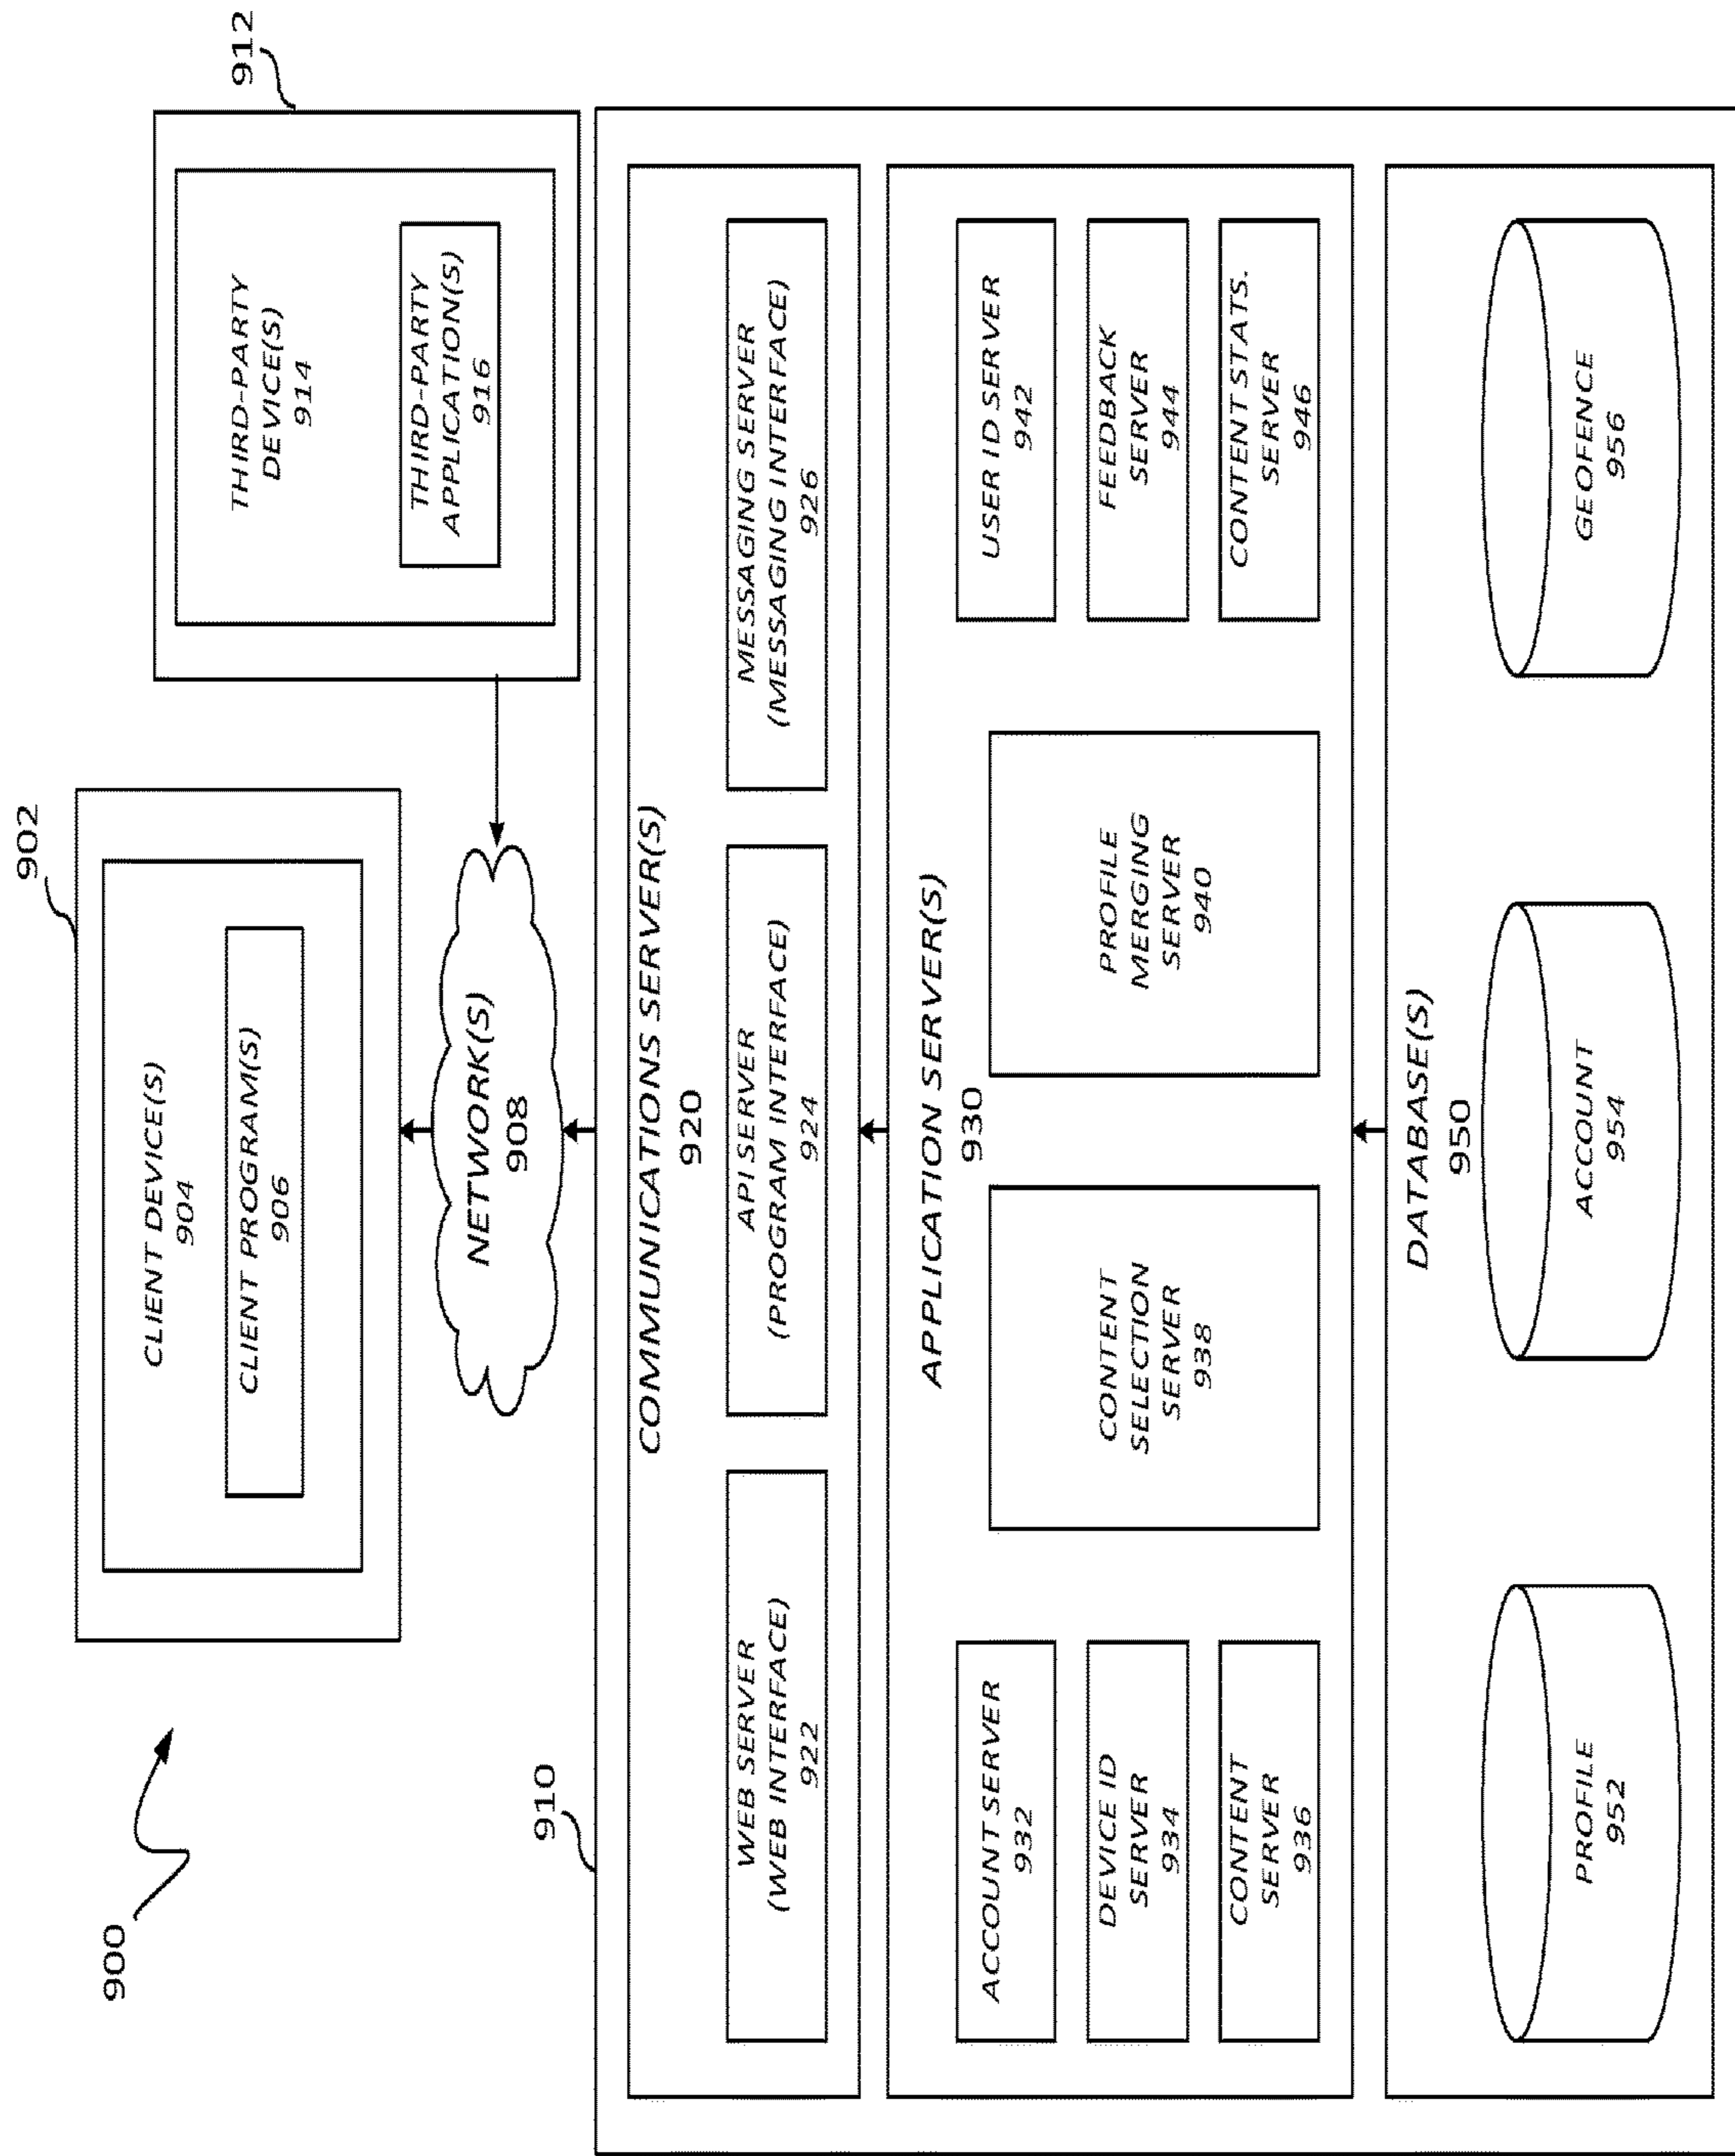 900
902
CLIENT DEVICE(S)
904
CLIENT PROGRAM(S)
906
912
THIRD-PARTY
DEVICE(S)
914
THIRD-PARTY
APPLICATION(S)
916
NETWORK(S)
908
910
COMMUNICATIONS SERVER(S)
920
WEB SERVER
(WEB INTERFACE)
922
API SERVER
(PROGRAM INTERFACE)
924
MESSAGING SERVER
(MESSAGING INTERFACE)
926
APPLICATION SERVER(S)
930
ACCOUNT SERVER
932
DEVICE ID
SERVER
934
CONTENT
SERVER
936
CONTENT
SELECTION
SERVER
938
PROFILE
MERGING
SERVER
940
USER ID SERVER
942
FEEDBACK
SERVER
944
CONTENT STATS.
SERVER
946
DATABASE(S)
950
PROFILE
952
ACCOUNT
954
GEOFENCE
956